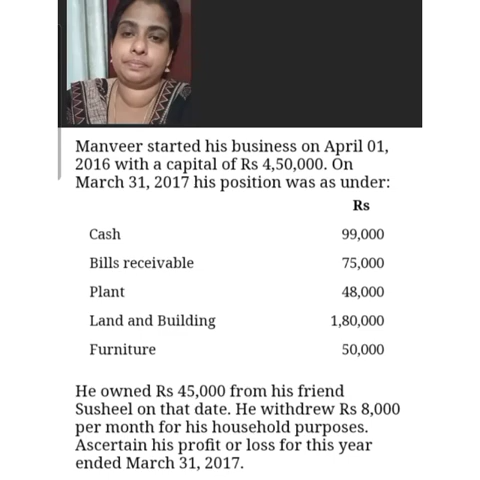 Manveer started his business on April 01,
2016 with a capital of Rs 4,50,000. On
March 31, 2017 his position was as under:
Rs
Cash 99,000
Bills receivable 75,000
Plant 48,000
Land and Building 1,80,000
Furniture 50,000
He owned Rs 45,000 from his friend
Susheel on that date. He withdrew Rs 8,000
per month for his household purposes.
Ascertain his profit or loss for this year
ended March 31, 2017.